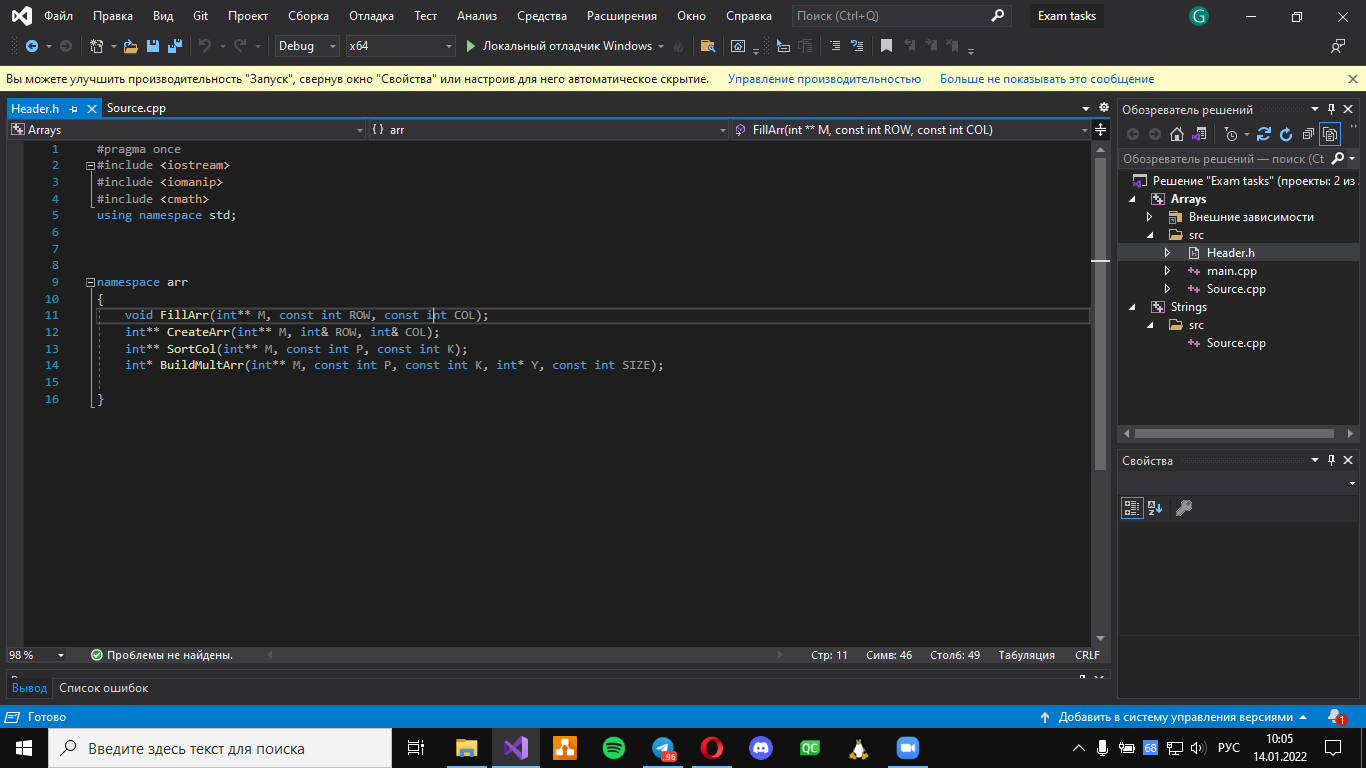 Файл Правка Вид Git Проект Сборка Отладка Тест Анализ Средства Расширения Окно Справка Поиск (Ctrl+Q) Exam tasks G
Debug x64 Локальный отладчик Windows
Вы можете улучшить производительность "Запуск", свернув окно "Свойства" или настроив для него автоматическое скрытие. Управление производительностью Больше не показывать это сообщение
Header.h Source.cpp
Arrays {} arr FillArr(int ** M, const int ROW, const int COL)
1 #pragma once
2 #include <iostream>
3 #include <iomanip>
4 #include <cmath>
5 using namespace std;
6
7
8
9 namespace arr
10 {
11 void FillArr(int** M, const int ROW, const int COL);
12 int** CreateArr(int** M, int& ROW, int& COL);
13 int** SortCol(int** M, const int P, const int K);
14 int* BuildMultArr(int** M, const int P, const int K, int* Y, const int SIZE);
15
16 }
98 % Проблемы не найдены. Стр: 11 Симв: 46 Столб: 49 Табуляция CRLF
Вывод Список ошибок
Обозреватель решений
Обозреватель решений — поиск (Ct
Решение "Exam tasks" (проекты: 2 из
Arrays
Внешние зависимости
src
Header.h
main.cpp
Source.cpp
Strings
src
Source.cpp
Свойства
Готово Добавить в систему управления версиями 1
Введите здесь текст для поиска 96 QC 68 РУС 10:05
14.01.2022